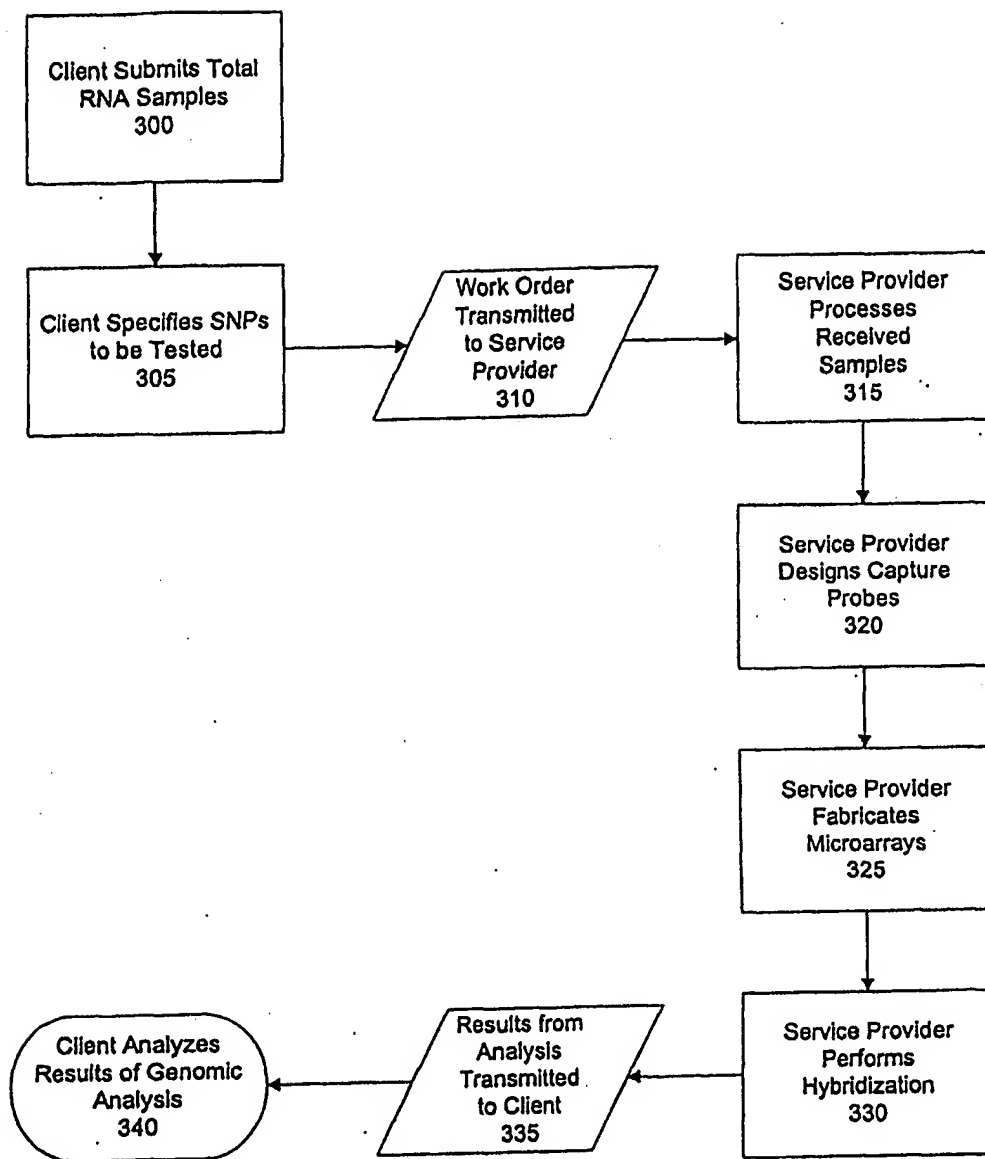 Client Submits Total
RNA Samples
300
Client Specifies SNPs
to be Tested
305
Work Order
Transmitted
to Service
Provider
310
Service Provider
Processes
Received
Samples
315
Service Provider
Designs Capture
Probes
320
Service Provider
Fabricates
Microarrays
325
Service Provider
Performs
Hybridization
330
Results from
Analysis
Transmitted
to Client
335
Client Analyzes
Results of Genomic
Analysis
340